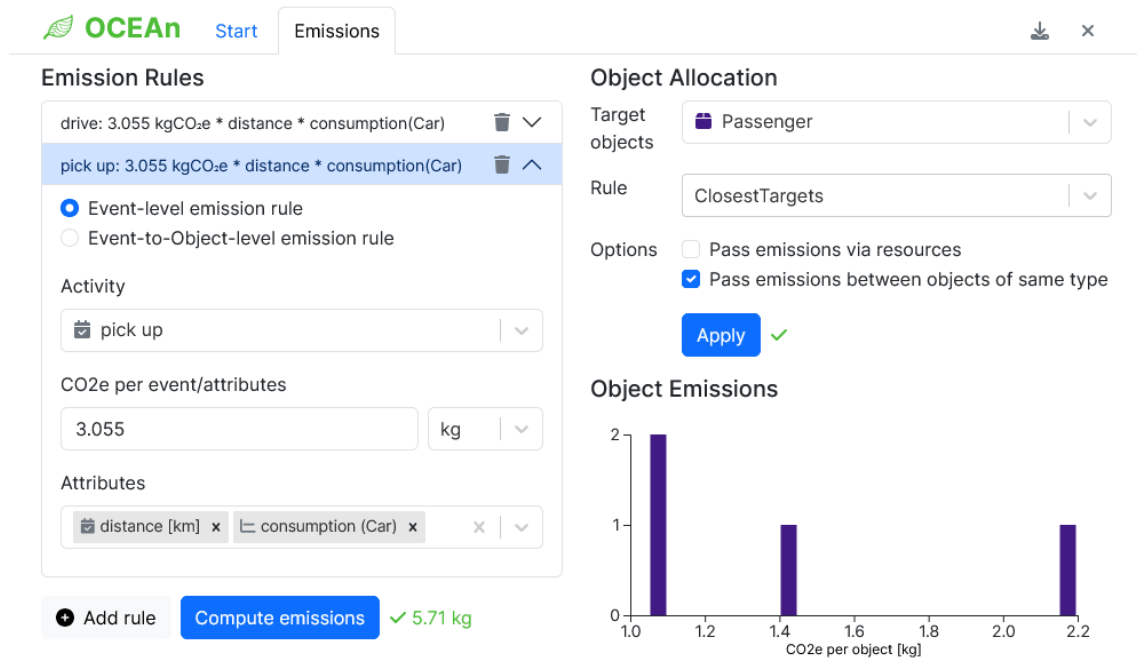 OCEAn Start Emissions
Emission Rules
drive: 3.055 kgCO₂e * distance * consumption(Car)
pick up: 3.055 kgCO₂e * distance * consumption(Car)
Event-level emission rule
Event-to-Object-level emission rule
Activity
pick up
CO2e per event/attributes
3.055 kg
Attributes
distance [km] × consumption (Car) ×
Add rule Compute emissions 5.71 kg
Object Allocation
Target
objects
Passenger
Rule
ClosestTargets
Options
Pass emissions via resources
Pass emissions between objects of same type
Apply
Object Emissions
2
1
0
1.0 1.2 1.4 1.6 1.8 2.0 2.2
CO2e per object [kg]